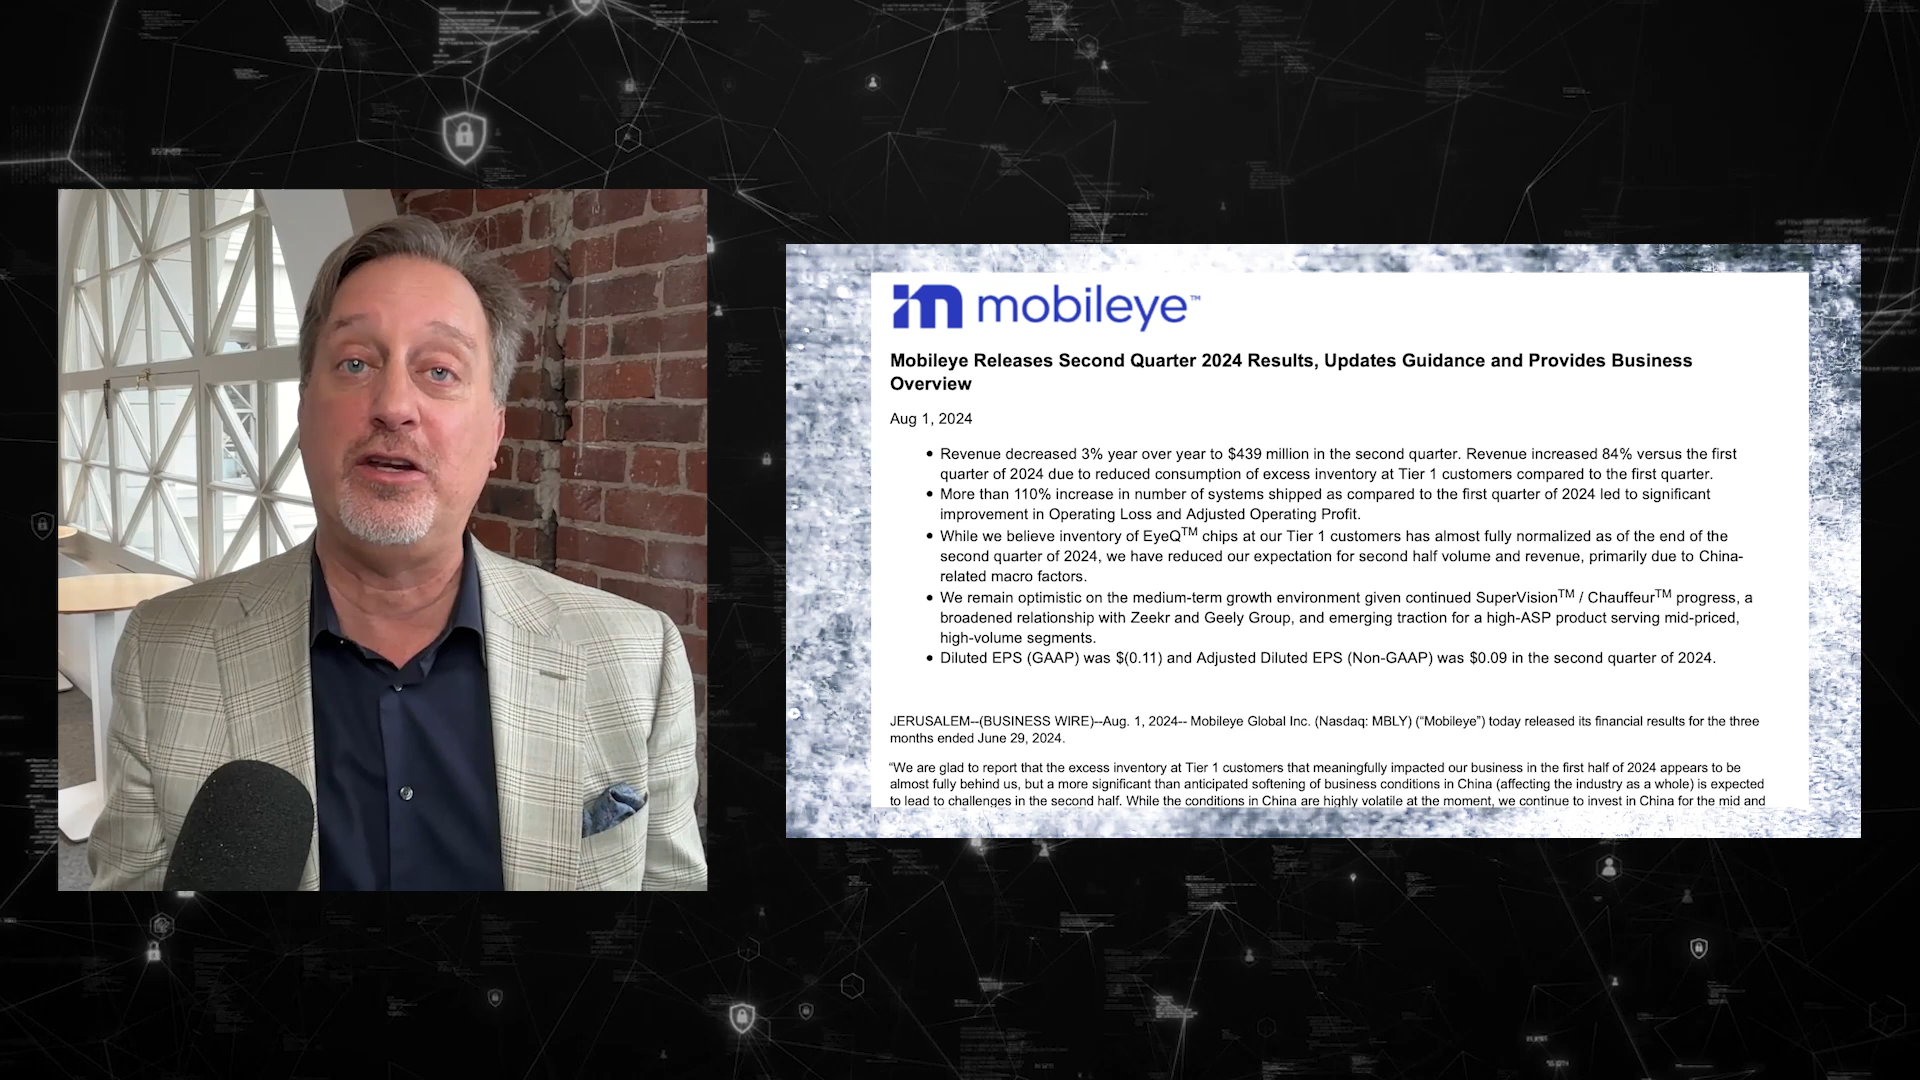 mobileye™
Mobileye Releases Second Quarter 2024 Results, Updates Guidance and Provides Business
Overview
Aug 1, 2024
• Revenue decreased 3% year over year to $439 million in the second quarter. Revenue increased 84% versus the first
quarter of 2024 due to reduced consumption of excess inventory at Tier 1 customers compared to the first quarter.
• More than 110% increase in number of systems shipped as compared to the first quarter of 2024 led to significant
improvement in Operating Loss and Adjusted Operating Profit.
• While we believe inventory of EyeQTM chips at our Tier 1 customers has almost fully normalized as of the end of the
second quarter of 2024, we have reduced our expectation for second half volume and revenue, primarily due to China-
related macro factors.
• We remain optimistic on the medium-term growth environment given continued SuperVisionTM / ChauffeurTM progress, a
broadened relationship with Zeekr and Geely Group, and emerging traction for a high-ASP product serving mid-priced,
high-volume segments.
• Diluted EPS (GAAP) was $(0.11) and Adjusted Diluted EPS (Non-GAAP) was $0.09 in the second quarter of 2024.
JERUSALEM--(BUSINESS WIRE)--Aug. 1, 2024-- Mobileye Global Inc. (Nasdaq: MBLY) (“Mobileye”) today released its financial results for the three
months ended June 29, 2024.
“We are glad to report that the excess inventory at Tier 1 customers that meaningfully impacted our business in the first half of 2024 appears to be
almost fully behind us, but a more significant than anticipated softening of business conditions in China (affecting the industry as a whole) is expected
to lead to challenges in the second half. While the conditions in China are highly volatile at the moment, we continue to invest in China for the mid and